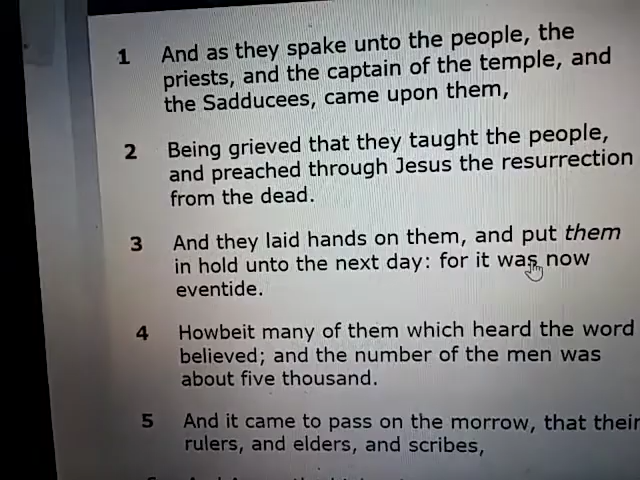 1 And as they spake unto the people, the
priests, and the captain of the temple, and
the Sadducees, came upon them,
2 Being grieved that they taught the people,
and preached through Jesus the resurrection
from the dead.
3 And they laid hands on them, and put them
in hold unto the next day: for it was now
eventide.
4 Howbeit many of them which heard the word
believed; and the number of the men was
about five thousand.
5 And it came to pass on the morrow, that their
rulers, and elders, and scribes,